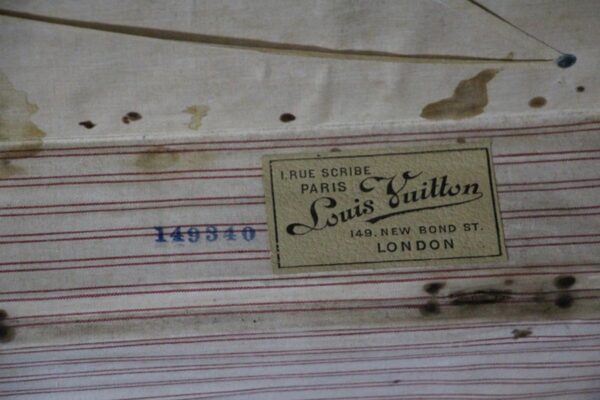 1.RUE SCRIBE
PARIS
Louis Vuitton
149. NEW BOND ST.
LONDON
149340